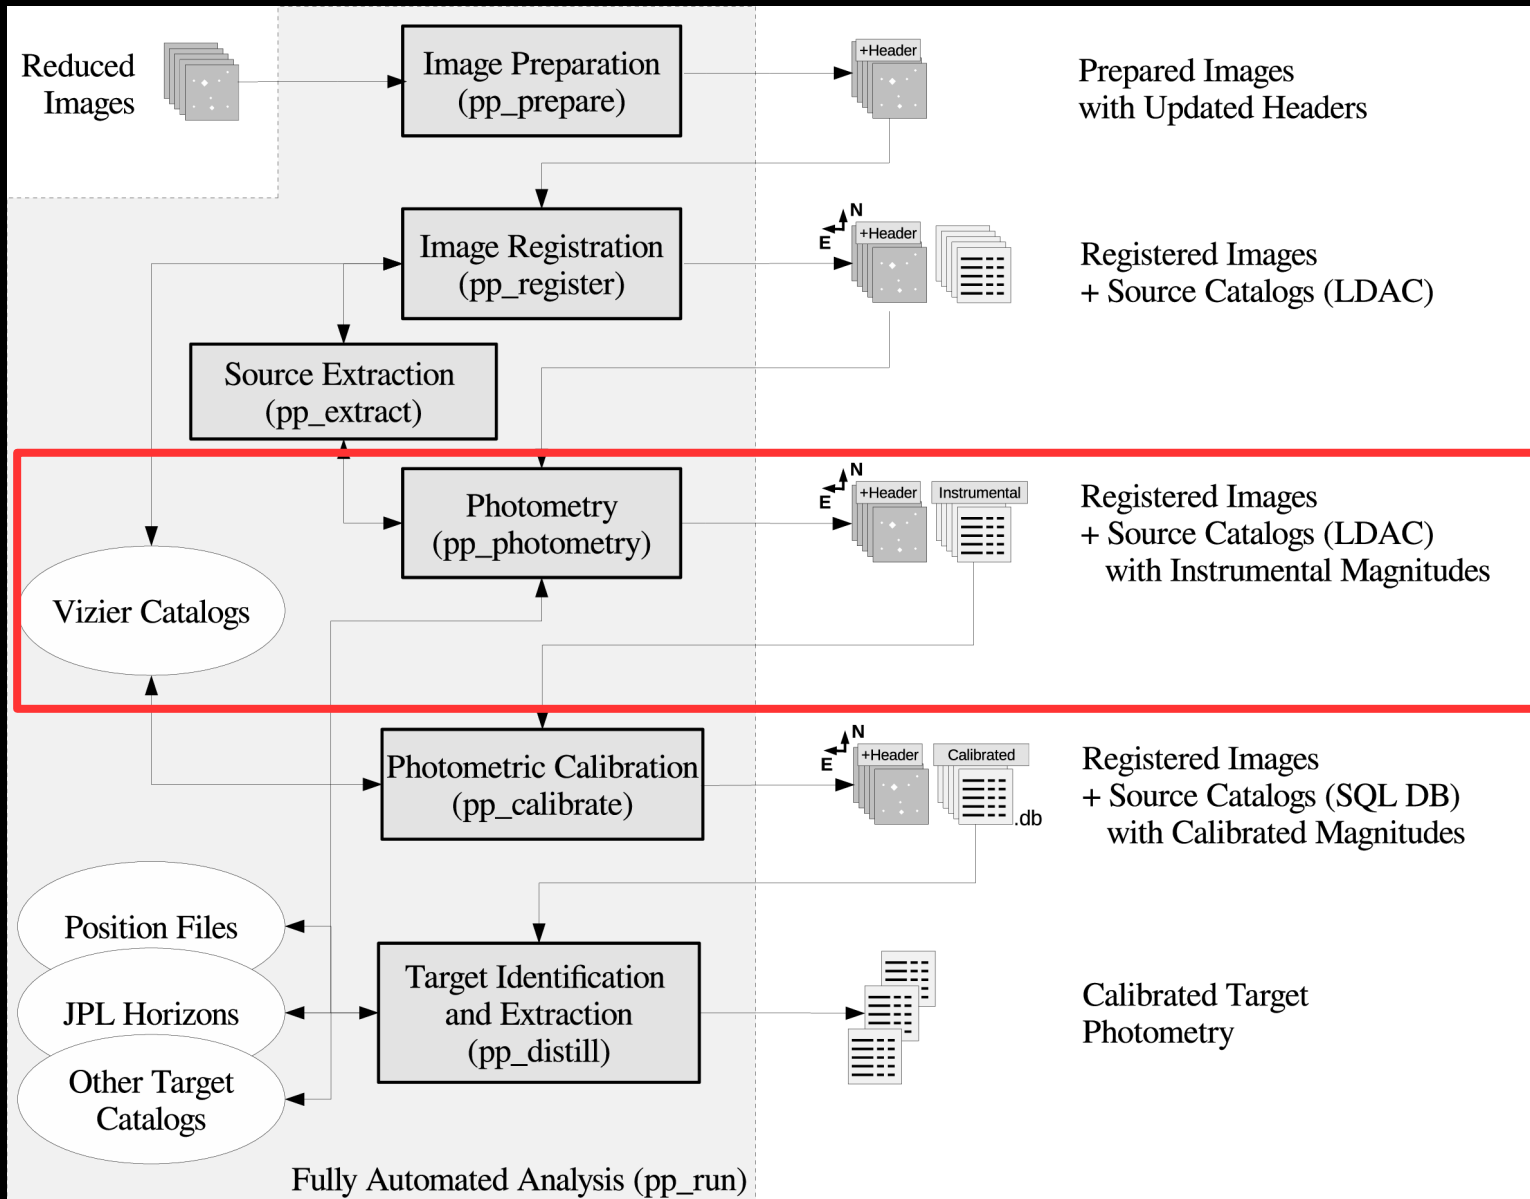 Reduced
Images
Image Preparation
(pp_prepare)
+Header
Prepared Images
with Updated Headers
Image Registration
(pp_register)
N
E
+Header
Registered Images
+ Source Catalogs (LDAC)
Source Extraction
(pp_extract)
Photometry
(pp_photometry)
N
E
+Header
Instrumental
Registered Images
+ Source Catalogs (LDAC)
with Instrumental Magnitudes
Vizier Catalogs
Photometric Calibration
(pp_calibrate)
N
E
+Header
Calibrated
.db
Registered Images
+ Source Catalogs (SQL DB)
with Calibrated Magnitudes
Position Files
JPL Horizons
Other Target
Catalogs
Target Identification
and Extraction
(pp_distill)
Calibrated Target
Photometry
Fully Automated Analysis (pp_run)